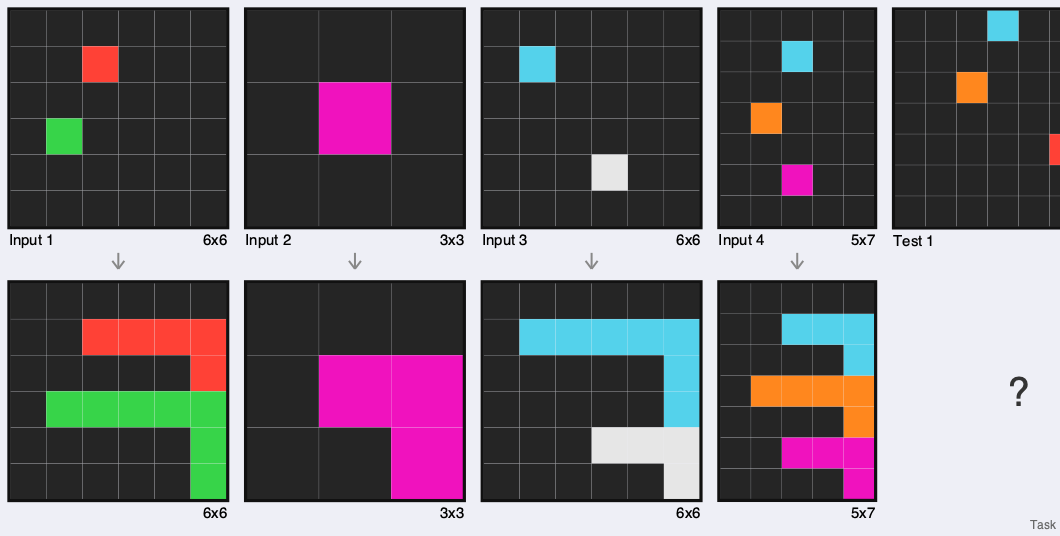 Input 1 6x6
Input 2 3x3
Input 3 6x6
Input 4 5x7
Test 1
6x6
3x3
6x6
5x7
?
Task